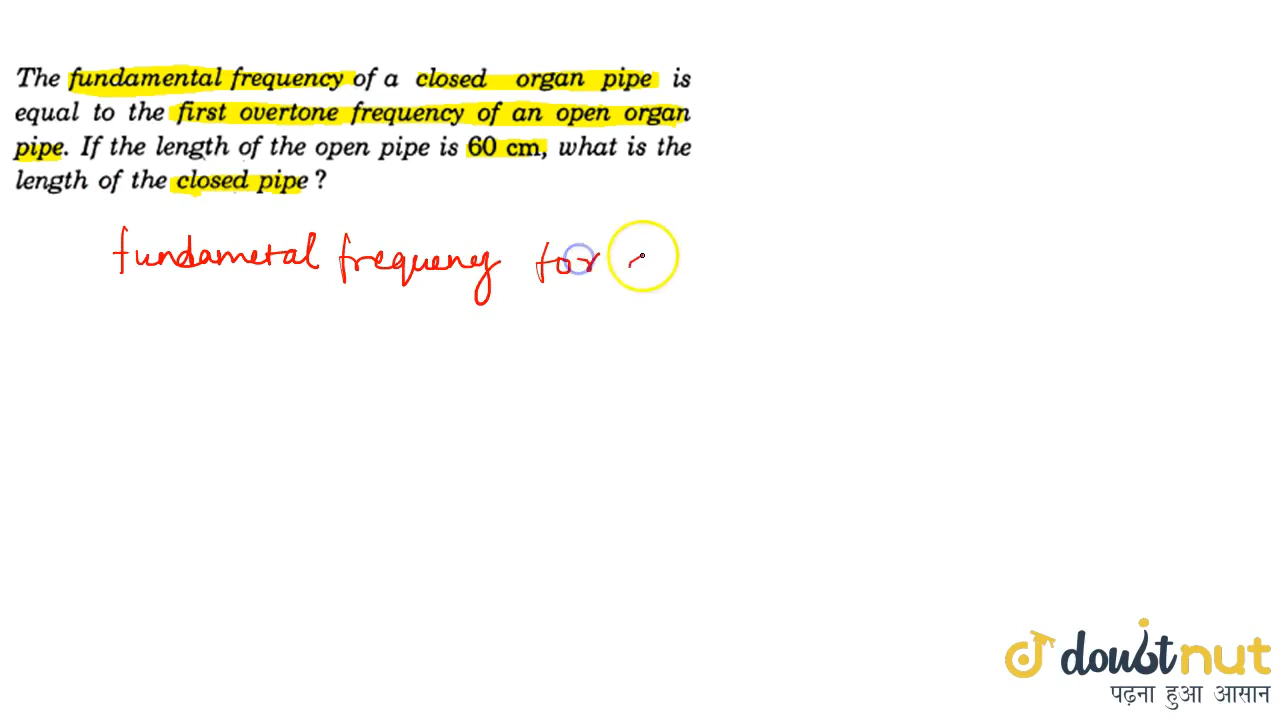 The fundamental frequency of a closed organ pipe is
equal to the first overtone frequency of an open organ
pipe. If the length of the open pipe is 60 cm, what is the
length of the closed pipe ?
fundametal frequency for
doubtnut
पढ़ना हुआ आसान